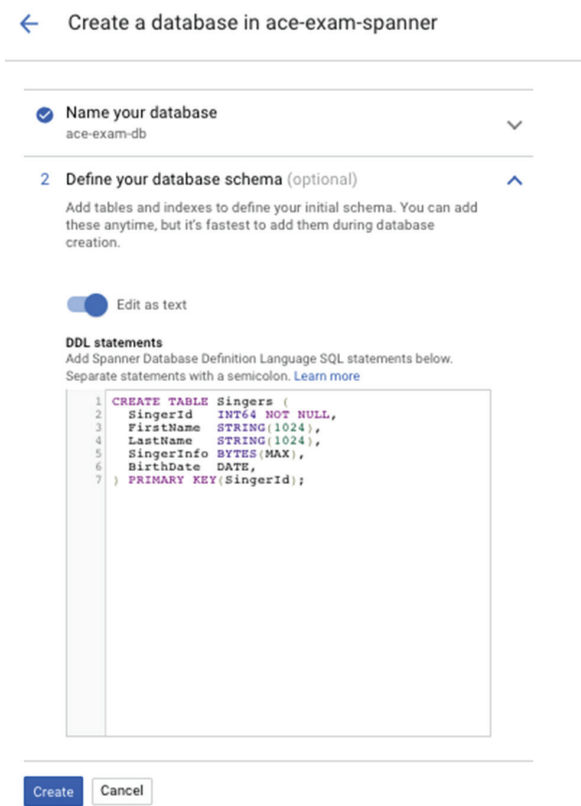 Create a database in ace-exam-spanner
Name your database
ace-exam-db
2 Define your database schema (optional)
Add tables and indexes to define your initial schema. You can add
these anytime, but it's fastest to add them during database
creation.
Edit as text
DDL statements
Add Spanner Database Definition Language SQL statements below.
Separate statements with a semicolon. Learn more
1 CREATE TABLE Singers (
2 SingerId INT64 NOT NULL,
3 FirstName STRING(1024),
4 LastName STRING(1024),
5 SingerInfo BYTES(MAX),
6 BirthDate DATE,
7 ) PRIMARY KEY(SingerId);
Create Cancel